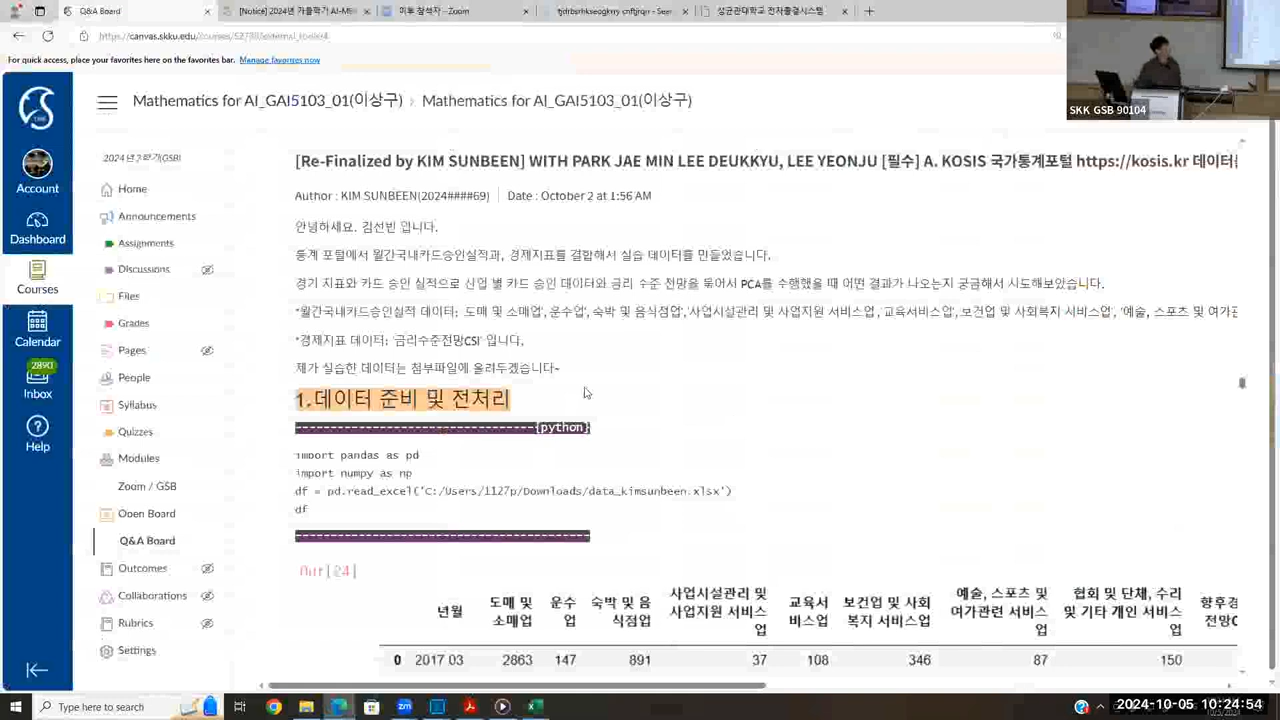 Q&A Board
[Notice] 2024년 가을학기 AI-ME
이투 참석자 - Zoom
성균관대학교 전자출결시스템
https://canvas.skku.edu/courses/
For quick access, place your favorites here on the favorites bar. Manage favorites now
SKK GSB 90104
Mathematics for AI_GAI5103_01(이상구) › Mathematics for AI_GAI5103_01(이상구)
Account
Dashboard
Courses
Calendar
2890
Inbox
Help
Home
Announcements
Assignments
Discussions
Files
Grades
Pages
People
Syllabus
Quizzes
Modules
Zoom / GSB
Open Board
Q&A Board
Outcomes
Collaborations
Rubrics
Settings
[Re-Finalized by KIM SUNBEEN] WITH PARK JAE MIN LEE DEUKKYU, LEE YEONJU [필수] A. KOSIS 국가통계포털 https://kosis.kr
Author : KIM SUNBEEN(2024####69) | Date : October 2 at 1:56 AM
안녕하세요. 김선빈 입니다.
통계 포털에서 월간국내카드승인실적과, 경제지표를 결합해서 실습 데이터를 만들었습니다.
경기 지표와 카드 승인 실적으로 산업 별 카드 승인 데이터와 금리 수준 전망을 묶어서 PCA를 수행했을 때 어떤 결과가 나오는지 궁금해서 시도해보았습니다.
*월간국내카드승인실적 데이터: 도매 및 소매업', 운수업', 숙박 및 음식점업', '사업시설관리 및 사업지원 서비스업', 교육서비스업', 보건업 및 사회복지 서비스업', '예술, 스포츠 및 여가관
*경제지표 데이터: '금리수준전망CSI' 입니다.
제가 실습한 데이터는 첨부파일에 올려두겠습니다~
1.데이터 준비 및 전처리
{python}
import pandas as pd
import numpy as np
df = pd.read_excel('C:/Users/1127p/Downloads/data_kimsunbeen.xlsx')
df
Out[24]
년월 도매 및 소매업 운수업 숙박 및 음식점업 사업시설관리 및 사업지원 서비스업 교육서비스업 보건업 및 사회복지 서비스업 예술, 스포츠 및 여가관련 서비스업 협회 및 단체, 수리 및 기타 개인 서비스업
0 2017 03 2863 147 891 37 108 346 87 150
Type here to search
2024-10-05 10:24:54